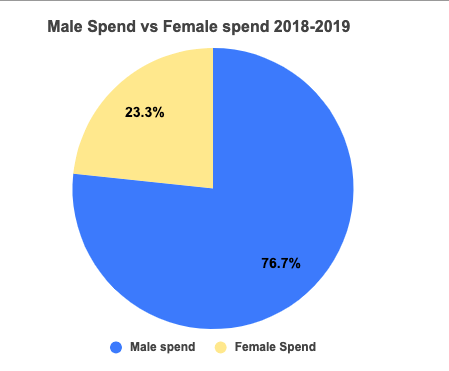 Male Spend vs Female spend 2018-2019
23.3%
76.7%
Male spend
Female Spend